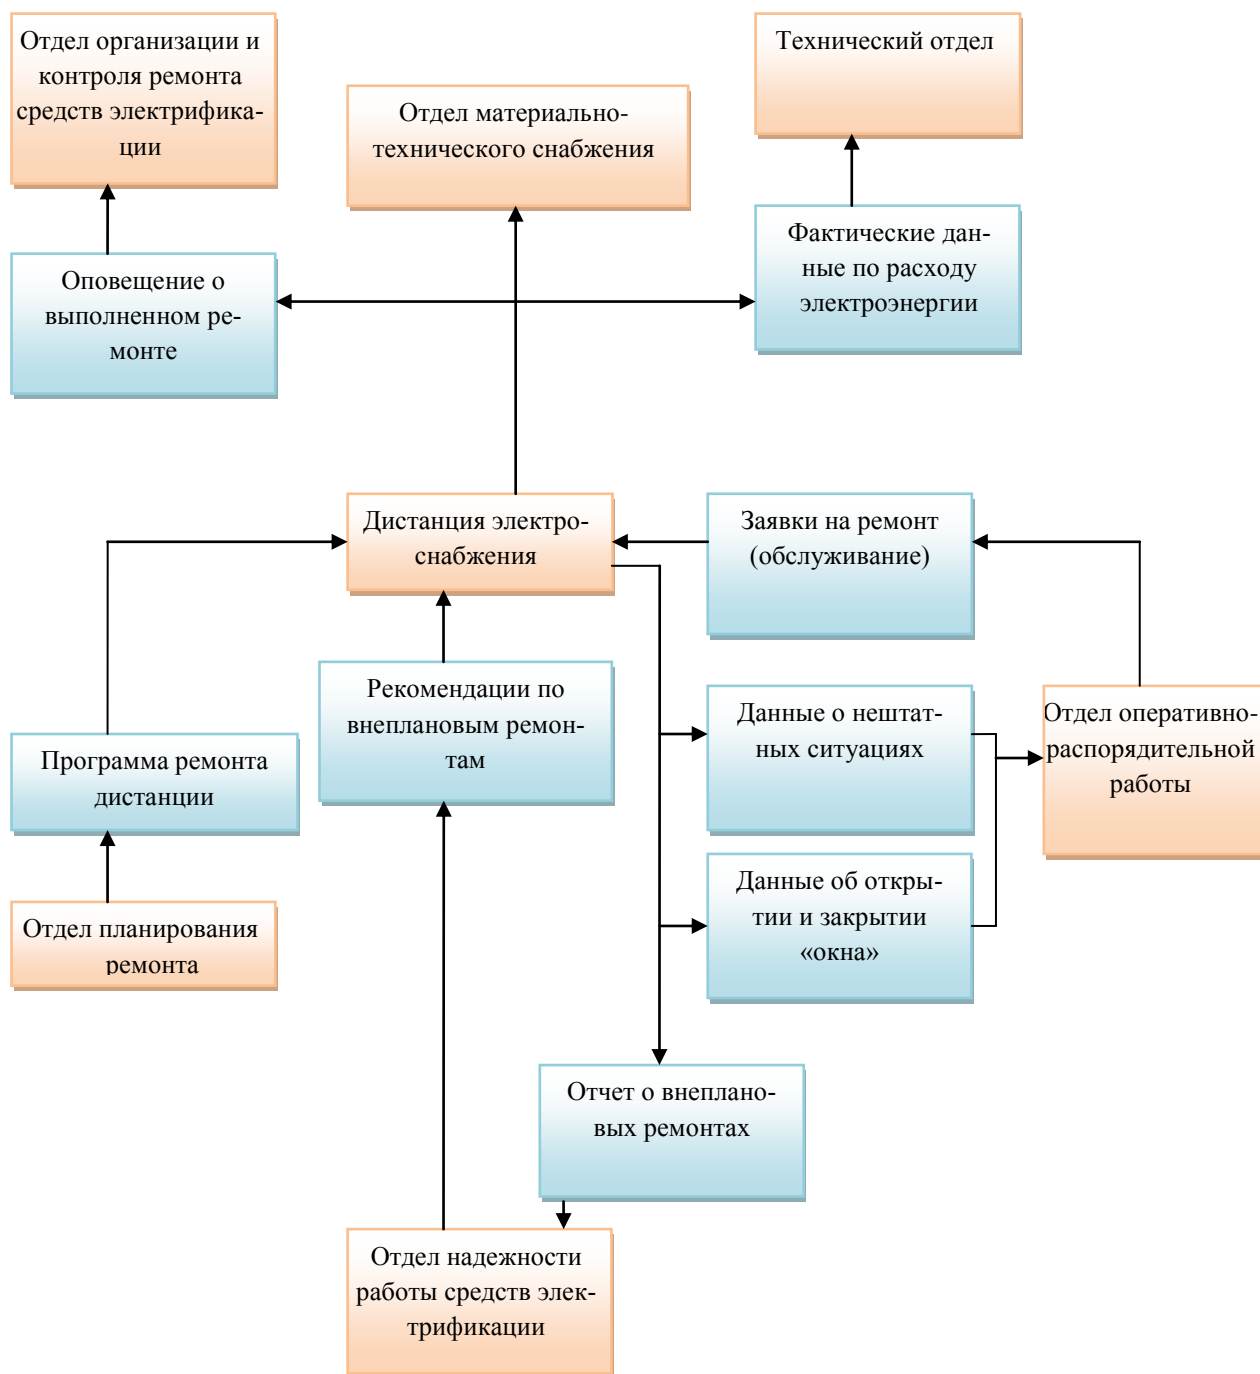 Отдел организации и
контроля ремонта
средств электрифика-
ции
Отдел материально-
технического снабжения
Технический отдел
Оповещение о
выполненном ре-
монте
Фактические дан-
ные по расходу
электроэнергии
Дистанция электро-
снабжения
Заявки на ремонт
(обслуживание)
Рекомендации по
внеплановым ремон-
там
Данные о нештат-
ных ситуациях
Отдел оперативно-
распорядительной
работы
Программа ремонта
дистанции
Данные об откры-
тии и закрытии
«окна»
Отдел планирования
ремонта
Отчет о внеплано-
вых ремонтах
Отдел надежности
работы средств элек-
трификации